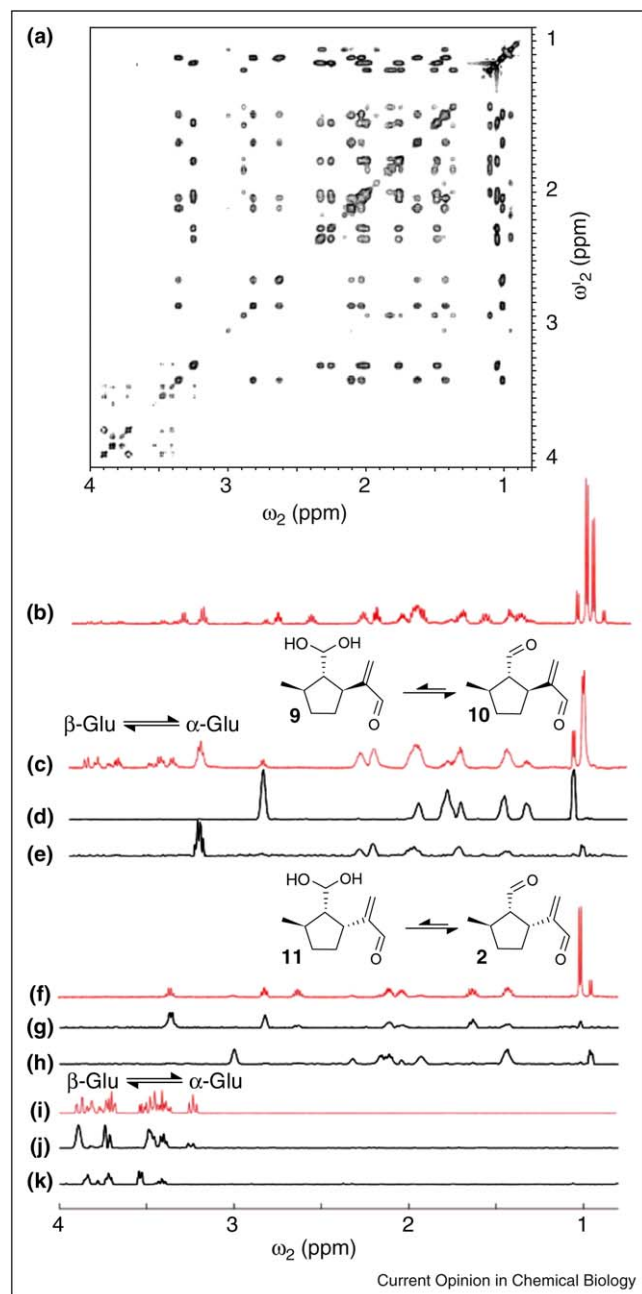 (a)
1
2
3
4
ω'2 (ppm)
4 3 2 1
ω2 (ppm)
(b)
HO OH O
O O
9 10
β-Glu α-Glu
(c)
(d)
(e)
HO OH O
O O
11 2
(f)
(g)
(h)
β-Glu α-Glu
(i)
(j)
(k)
4 3 2 1
ω2 (ppm)
Current Opinion in Chemical Biology